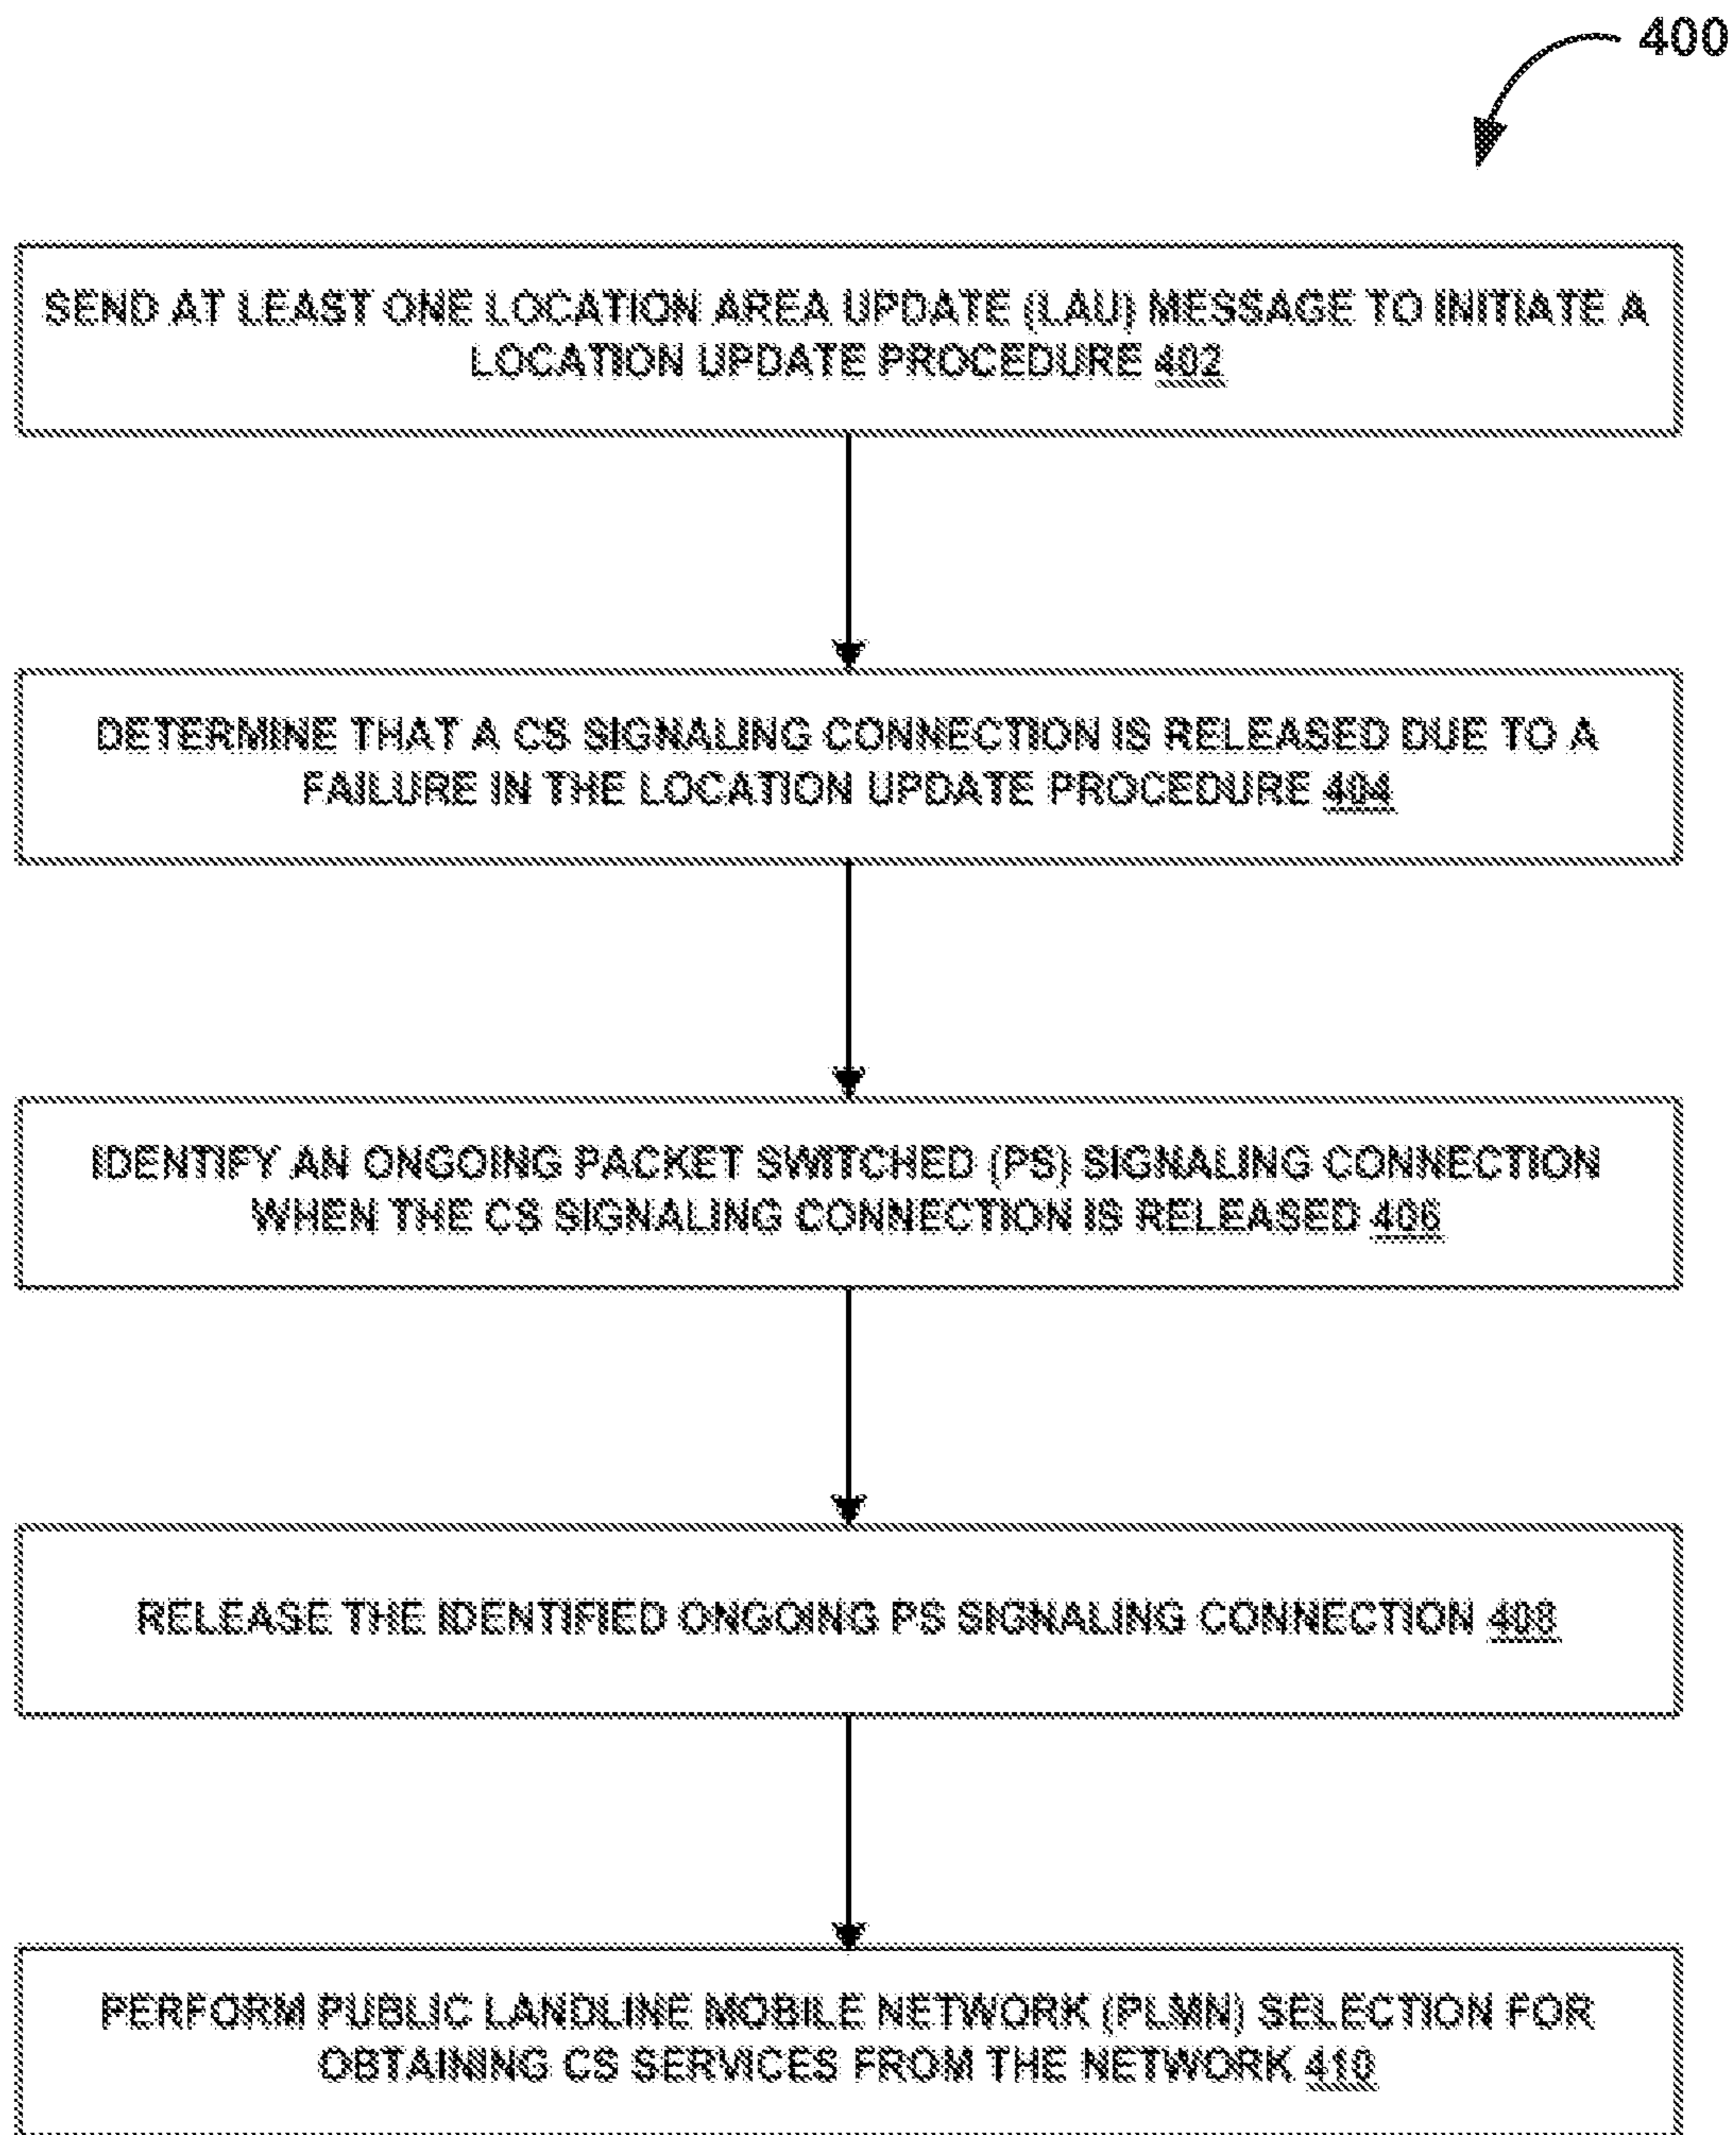 400
SEND AT LEAST ONE LOCATION AREA UPDATE (LAU) MESSAGE TO INITIATE A
LOCATION UPDATE PROCEDURE 402
DETERMINE THAT A CS SIGNALING CONNECTION IS RELEASED DUE TO A
FAILURE IN THE LOCATION UPDATE PROCEDURE 404
IDENTIFY AN ONGOING PACKET SWITCHED (PS) SIGNALING CONNECTION
WHEN THE CS SIGNALING CONNECTION IS RELEASED 406
RELEASE THE IDENTIFIED ONGOING PS SIGNALING CONNECTION 408
PERFORM PUBLIC LANDLINE MOBILE NETWORK (PLMN) SELECTION FOR
OBTAINING CS SERVICES FROM THE NETWORK 410